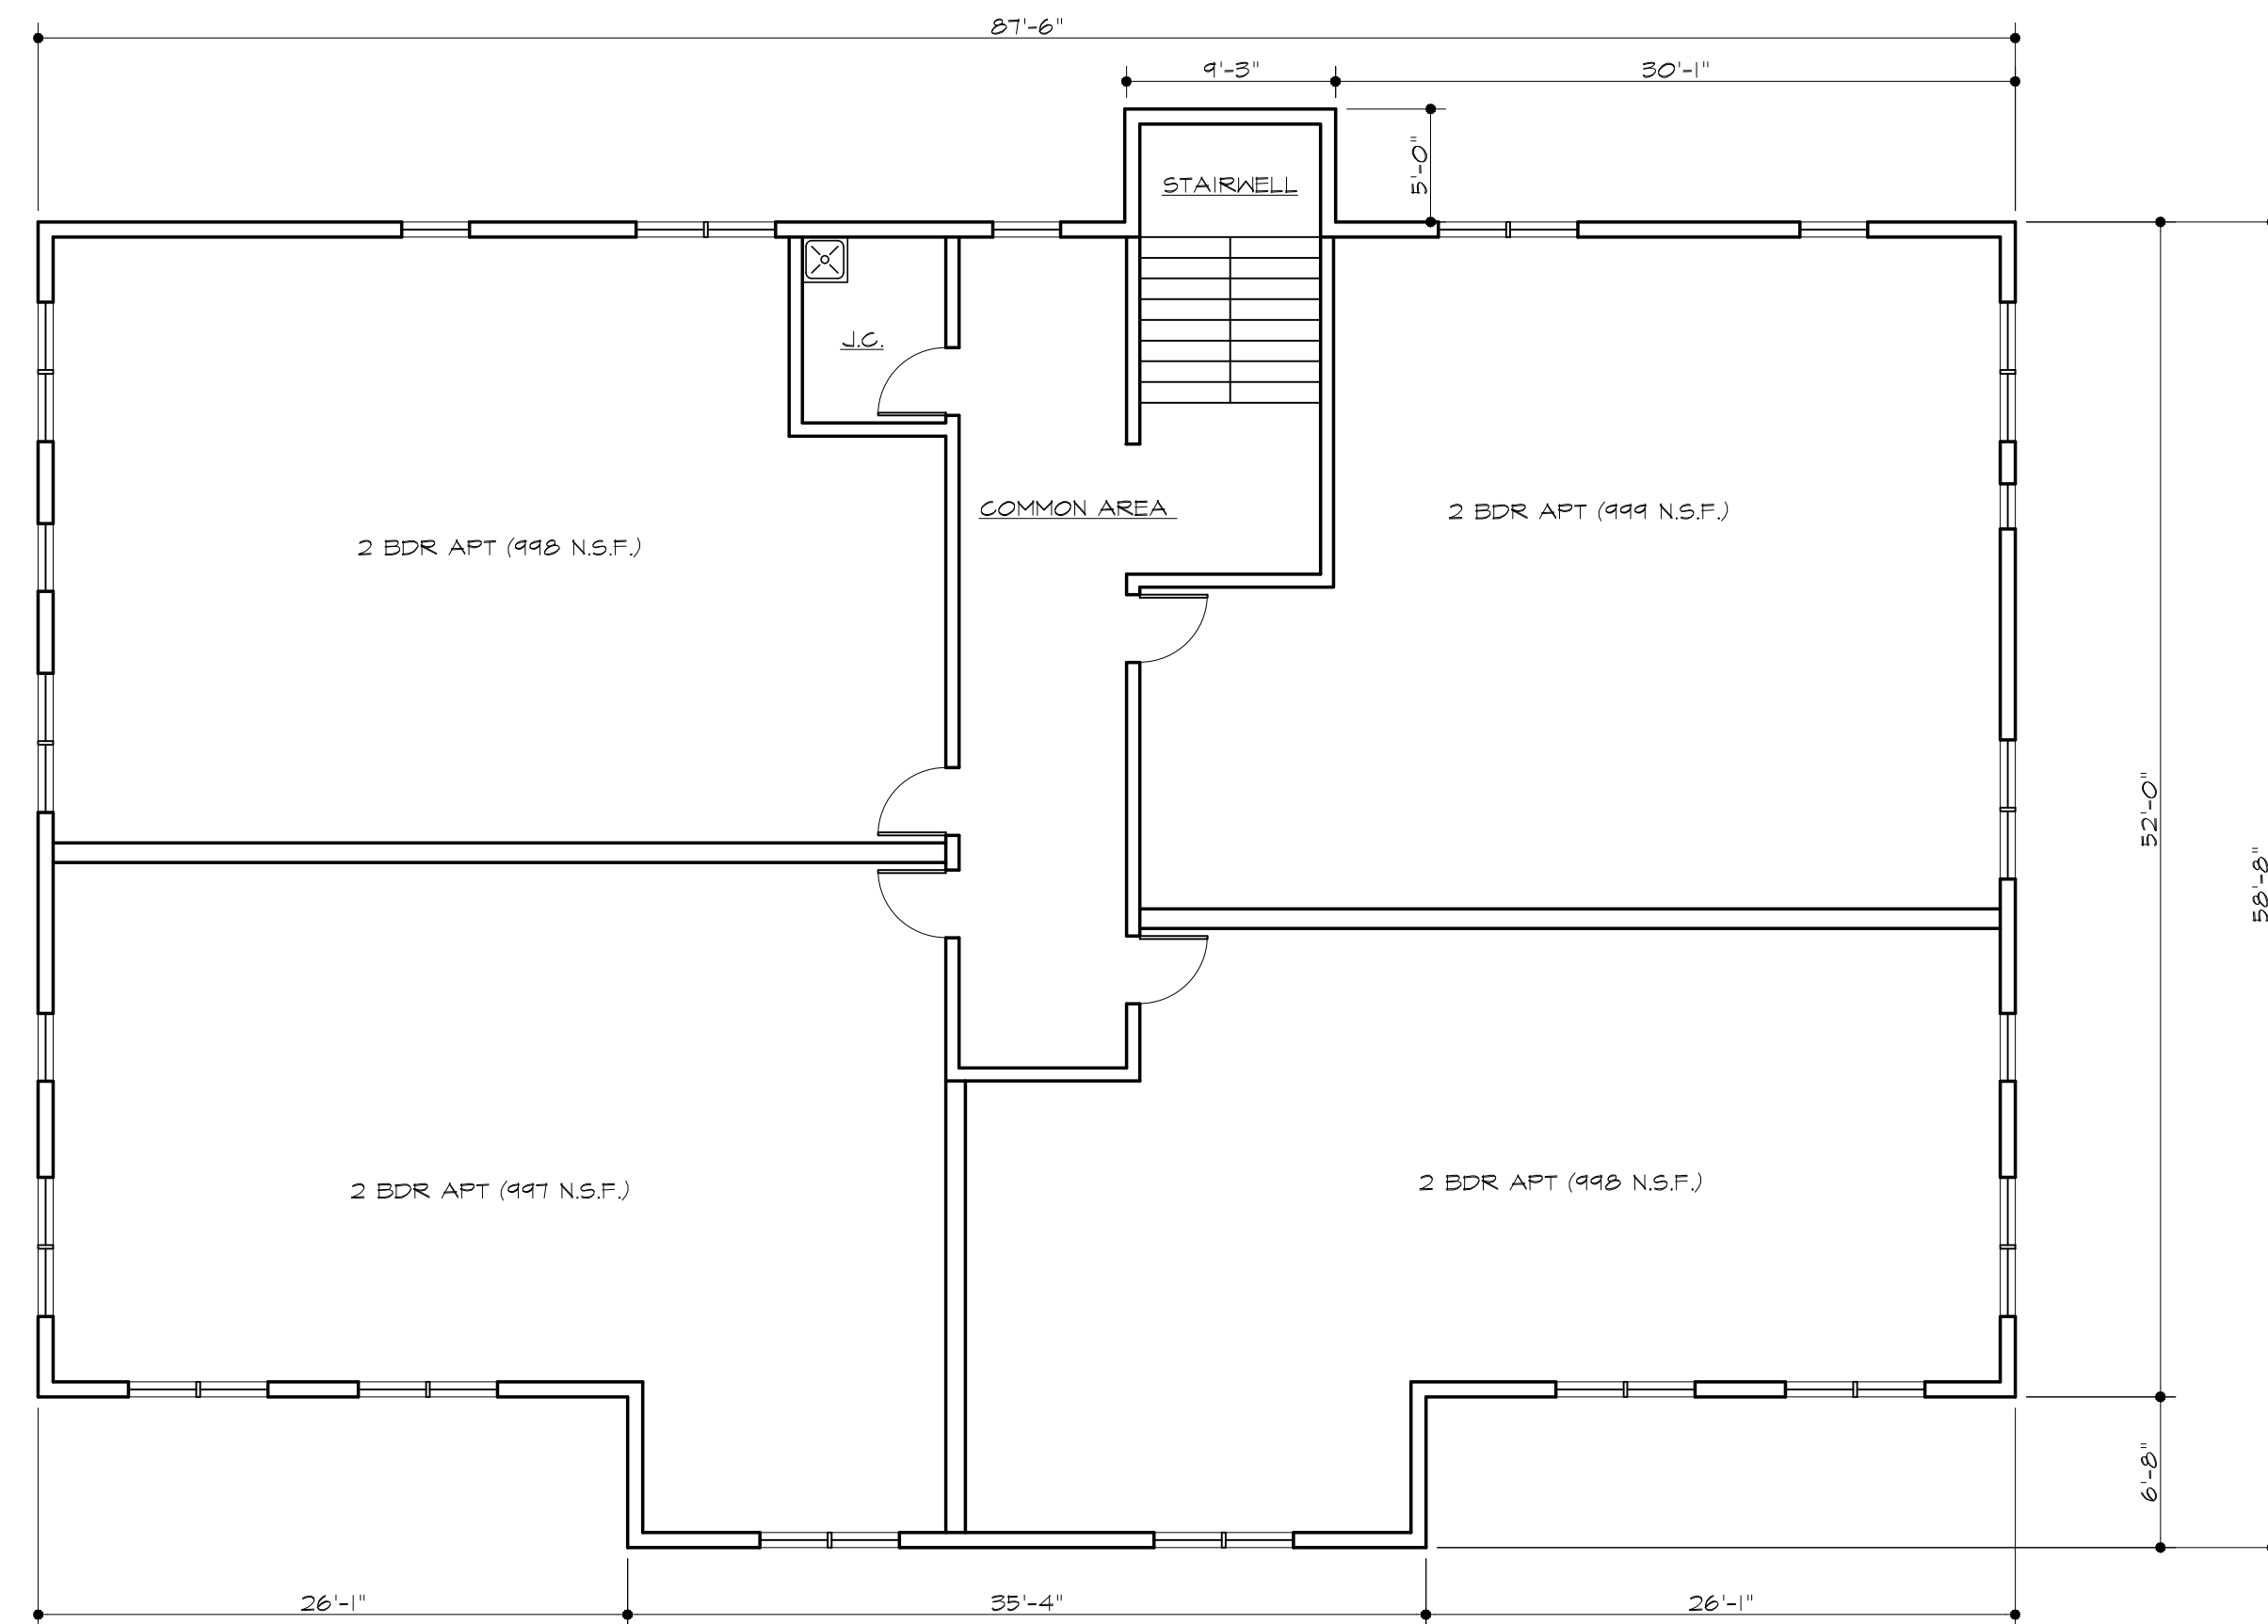 87'-6"
9'-3"
30'-1"
5'-0"
STAIRWELL
J.C.
COMMON AREA
2 BDR APT (999 N.S.F.)
2 BDR APT (998 N.S.F.)
52'-0"
58'-8"
2 BDR APT (997 N.S.F.)
2 BDR APT (998 N.S.F.)
6'-8"
26'-1"
35'-4"
26'-1"